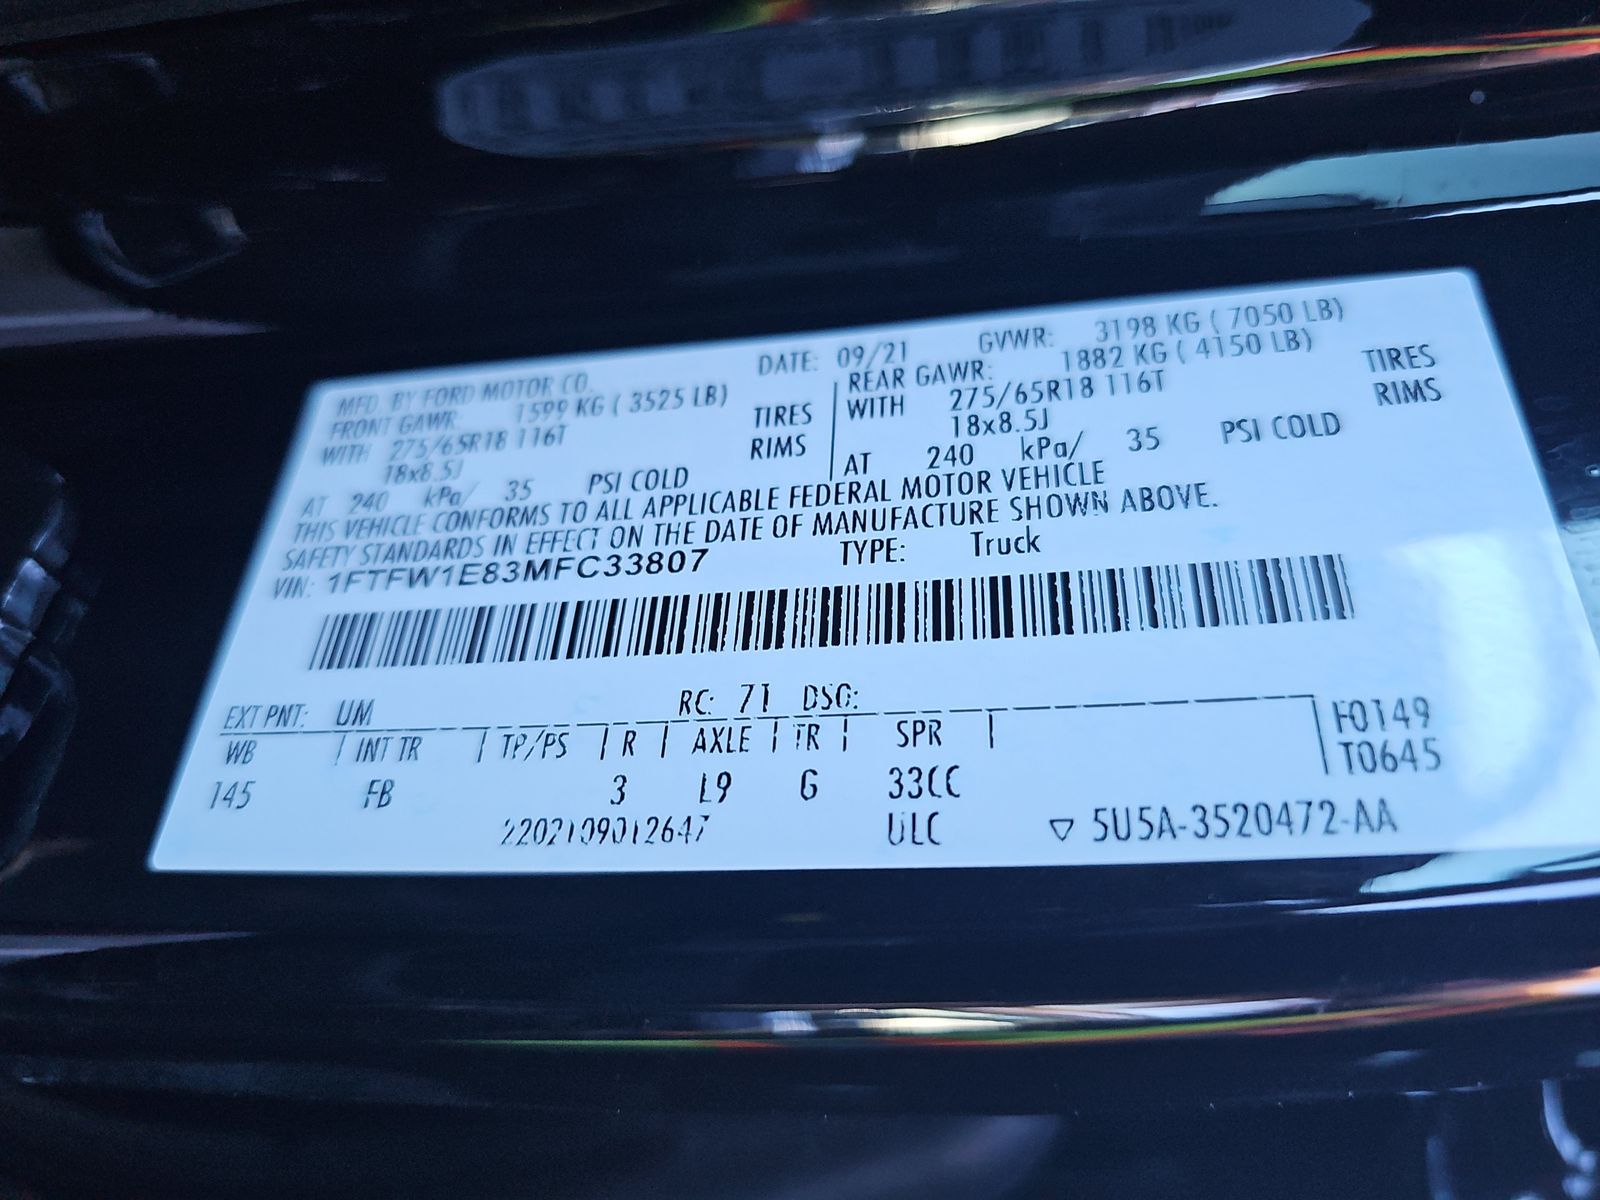 MFD. BY FORD MOTOR CO. DATE: 09/21 GVWR: 3198 KG ( 7050 LB)
FRONT GAWR: 1599 KG ( 3525 LB)
WITH 275/65R18 116T TIRES
18x8.5J RIMS
AT 240 kPa/ 35 PSI COLD
REAR GAWR: 1882 KG ( 4150 LB)
WITH 275/65R18 116T TIRES
18x8.5J RIMS
AT 240 kPa/ 35 PSI COLD
THIS VEHICLE CONFORMS TO ALL APPLICABLE FEDERAL MOTOR VEHICLE
SAFETY STANDARDS IN EFFECT ON THE DATE OF MANUFACTURE SHOWN ABOVE.
VIN: 1FTFW1E83MFC33807 TYPE: Truck
EXT PNT: UM RC: 71 DSO:
WB INT TR TP/PS R AXLE TR SPR F0149
T0645
145 FB 3 L9 G 33CC
2202109012647 ULC ▽ 5U5A-3520472-AA